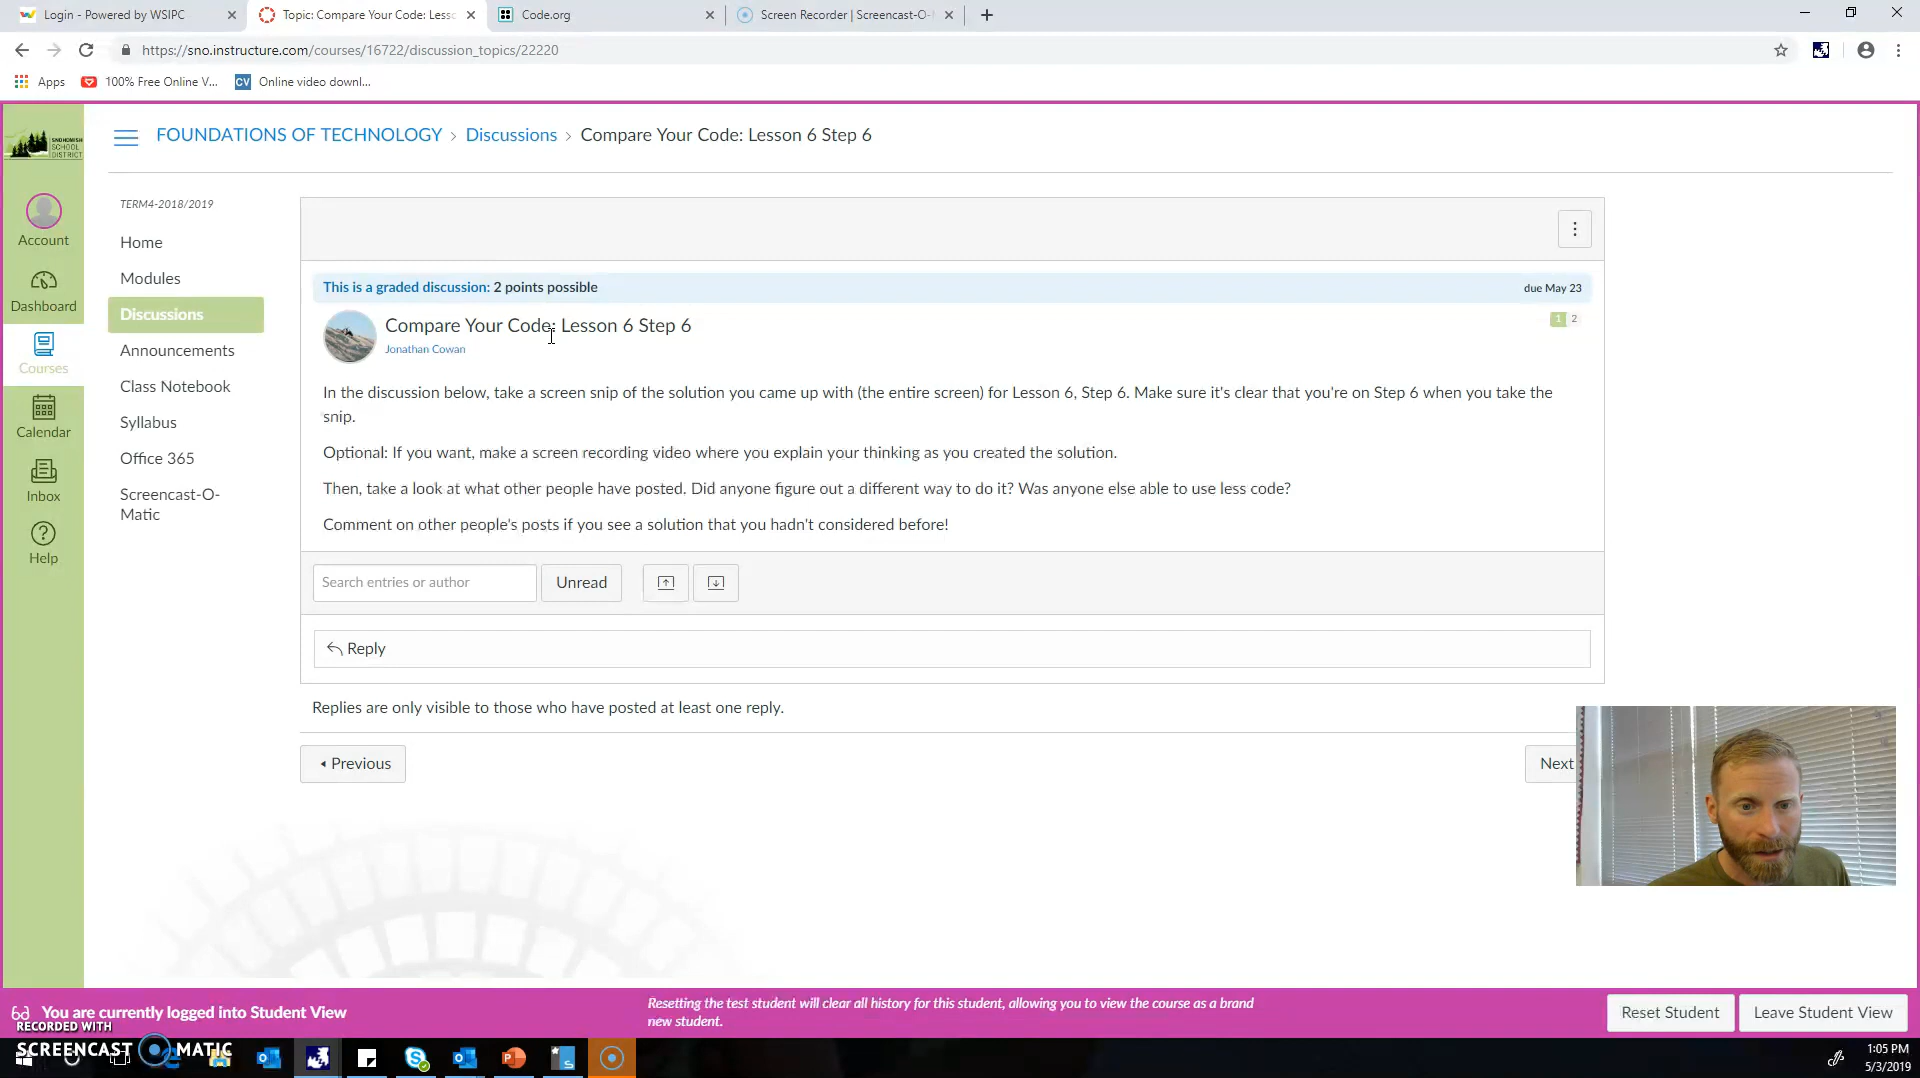 Login - Powered by WSIPC
Topic: Compare Your Code: Less
Code.org
Screen Recorder | Screencast-O-
https://sno.instructure.com/courses/16722/discussion_topics/22220
Apps
100% Free Online V...
CV
Online video downl...
SNOHOMISH
SCHOOL
DISTRICT
FOUNDATIONS OF TECHNOLOGY > Discussions > Compare Your Code: Lesson 6 Step 6
Account
Dashboard
Courses
Calendar
Inbox
Help
TERM4-2018/2019
Home
Modules
Discussions
Announcements
Class Notebook
Syllabus
Office 365
Screencast-O-
Matic
This is a graded discussion: 2 points possible
due May 23
Compare Your Code: Lesson 6 Step 6
1 2
Jonathan Cowan
In the discussion below, take a screen snip of the solution you came up with (the entire screen) for Lesson 6, Step 6. Make sure it's clear that you're on Step 6 when you take the
snip.
Optional: If you want, make a screen recording video where you explain your thinking as you created the solution.
Then, take a look at what other people have posted. Did anyone figure out a different way to do it? Was anyone else able to use less code?
Comment on other people's posts if you see a solution that you hadn't considered before!
Search entries or author
Unread
Reply
Replies are only visible to those who have posted at least one reply.
Previous
Next
You are currently logged into Student View
Resetting the test student will clear all history for this student, allowing you to view the course as a brand
new student.
Reset Student
Leave Student View
RECORDED WITH
SCREENCAST MATIC
1:05 PM
5/3/2019